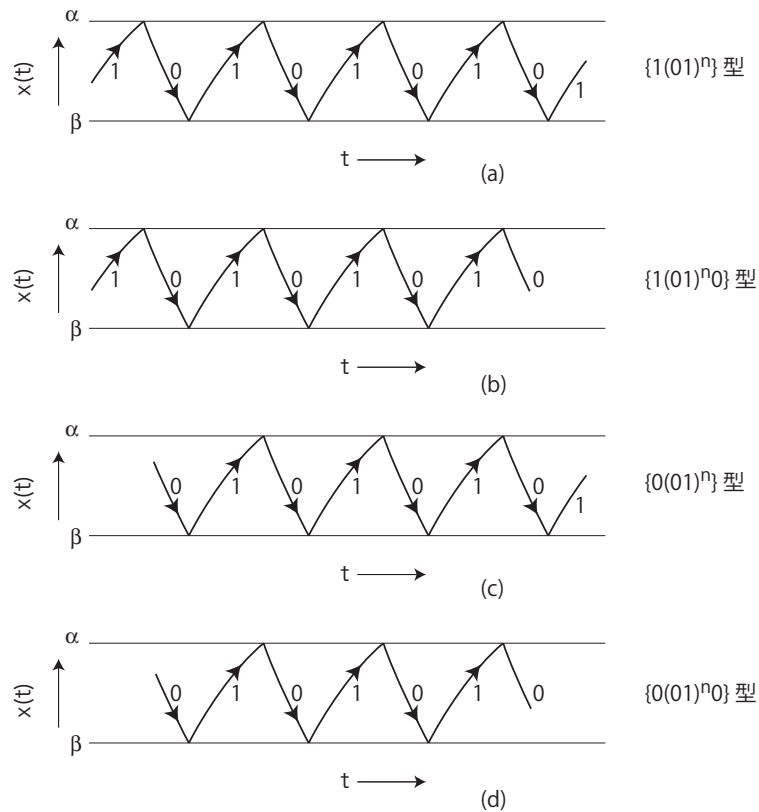 α
x(t)
1 0 1 0 1 0 1 0 1
{1(01)ⁿ} 型
β
t
(a)
α
x(t)
1 0 1 0 1 0 1 0
{1(01)ⁿ0} 型
β
t
(b)
α
x(t)
0 1 0 1 0 1 0 1
{0(01)ⁿ} 型
β
t
(c)
α
x(t)
0 1 0 1 0 1 0
{0(01)ⁿ0} 型
β
t
(d)